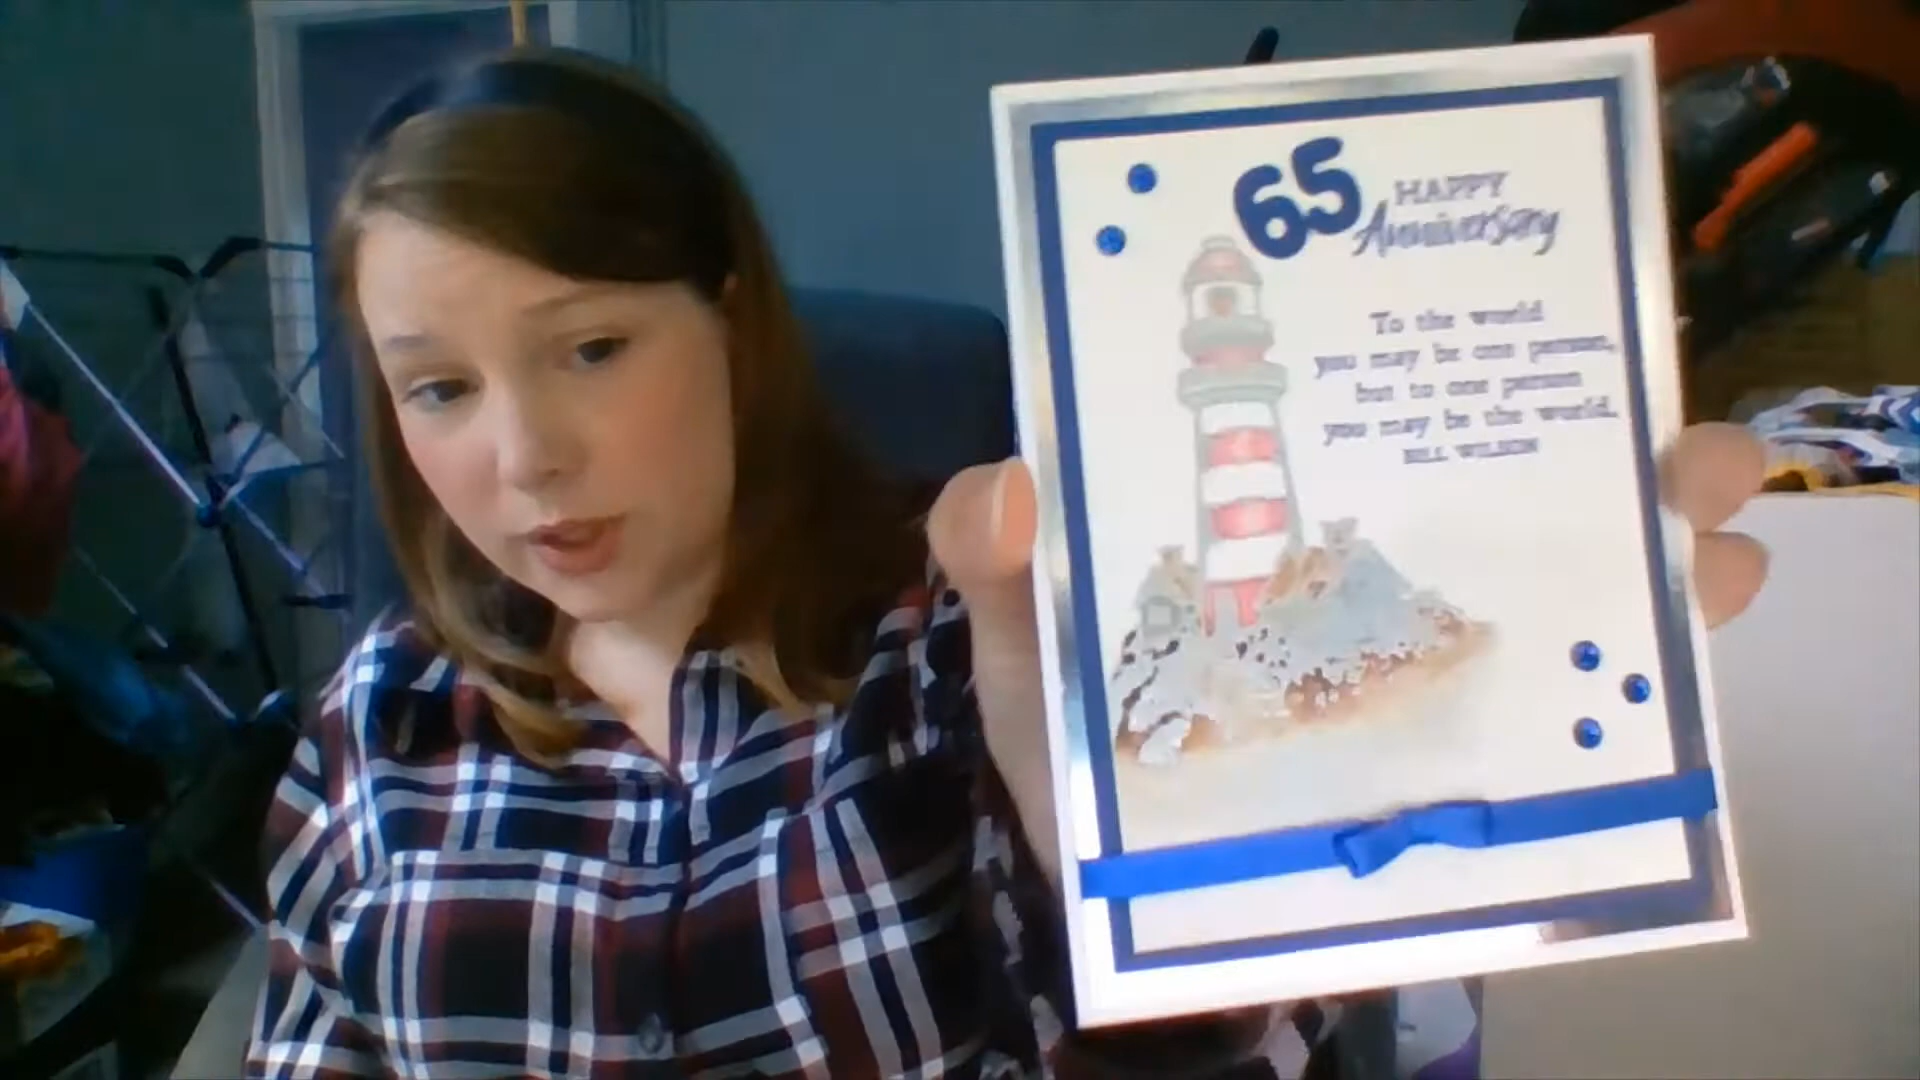 65 HAPPY
Anniversary
To the world
you may be one person,
but to one person
you may be the world.
BILL WILSON